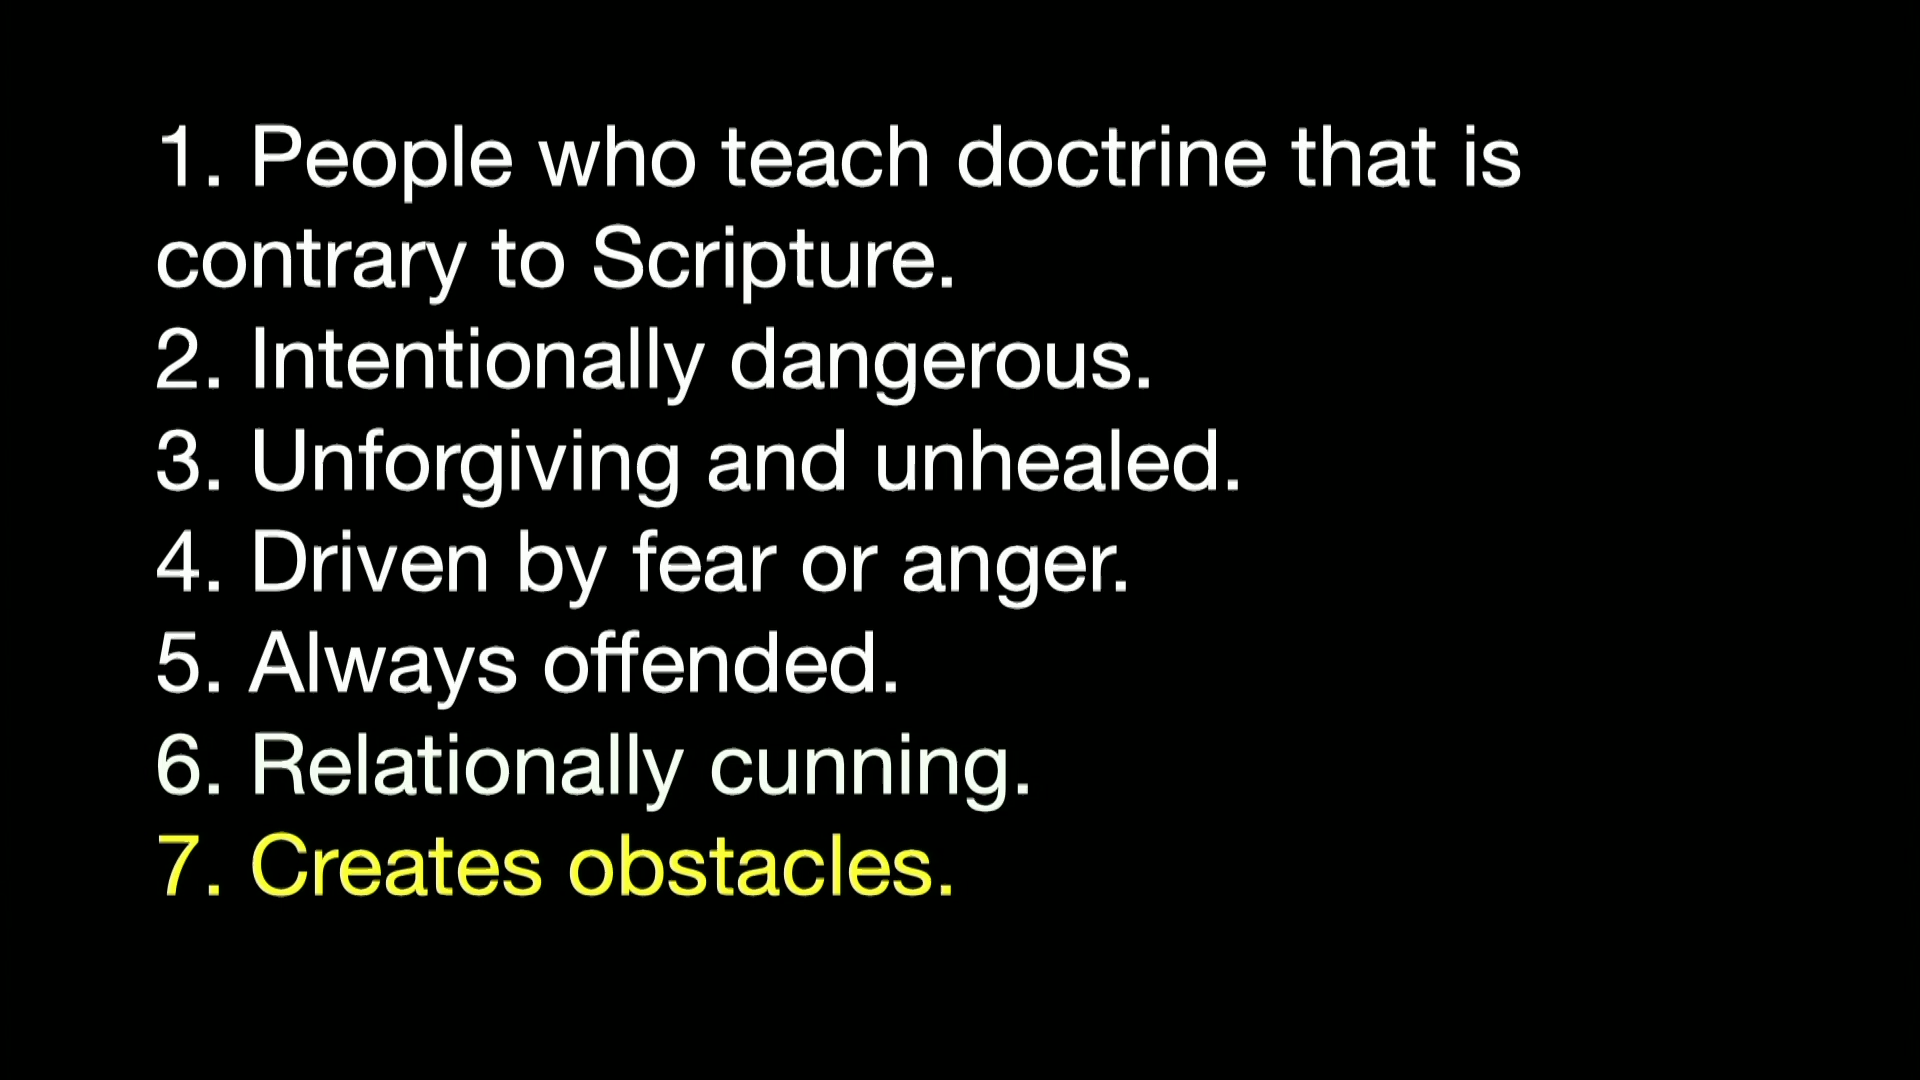 1. People who teach doctrine that is
contrary to Scripture.
2. Intentionally dangerous.
3. Unforgiving and unhealed.
4. Driven by fear or anger.
5. Always offended.
6. Relationally cunning.
7. Creates obstacles.